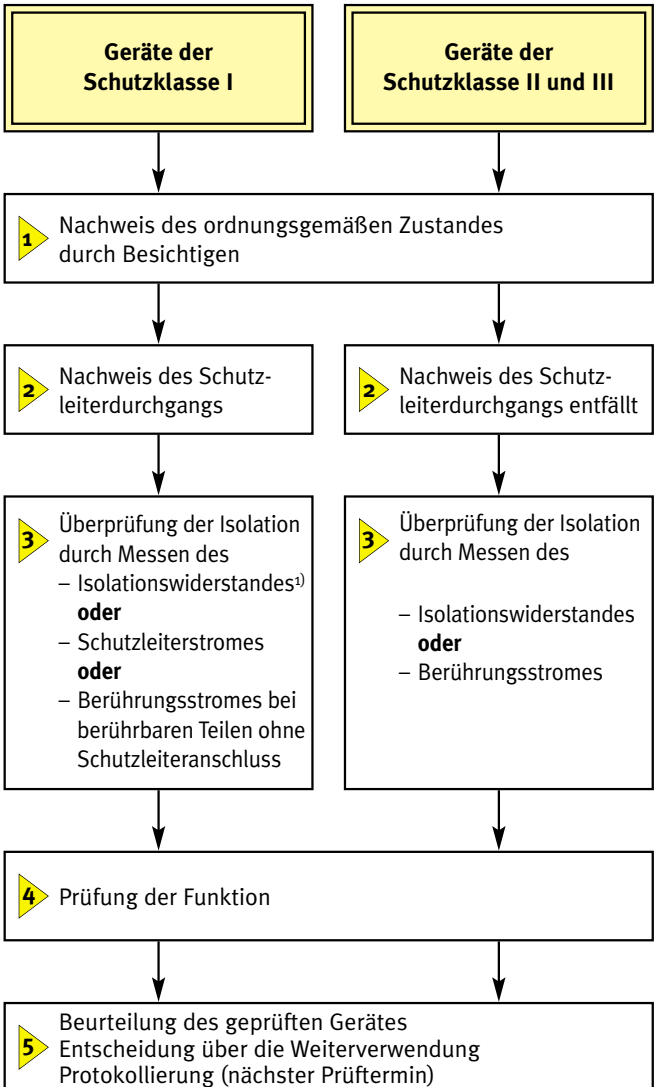 Geräte der
Schutzklasse I
Geräte der
Schutzklasse II und III
1
Nachweis des ordnungsgemäßen Zustandes
durch Besichtigen
2
Nachweis des Schutz-
leiterdurchgangs
2
Nachweis des Schutz-
leiterdurchgangs entfällt
3
Überprüfung der Isolation
durch Messen des
– Isolationswiderstandes¹⁾
oder
– Schutzleiterstromes
oder
– Berührungsstromes bei
berührbaren Teilen ohne
Schutzleiteranschluss
3
Überprüfung der Isolation
durch Messen des
– Isolationswiderstandes
oder
– Berührungsstromes
4
Prüfung der Funktion
5
Beurteilung des geprüften Gerätes
Entscheidung über die Weiterverwendung
Protokollierung (nächster Prüftermin)